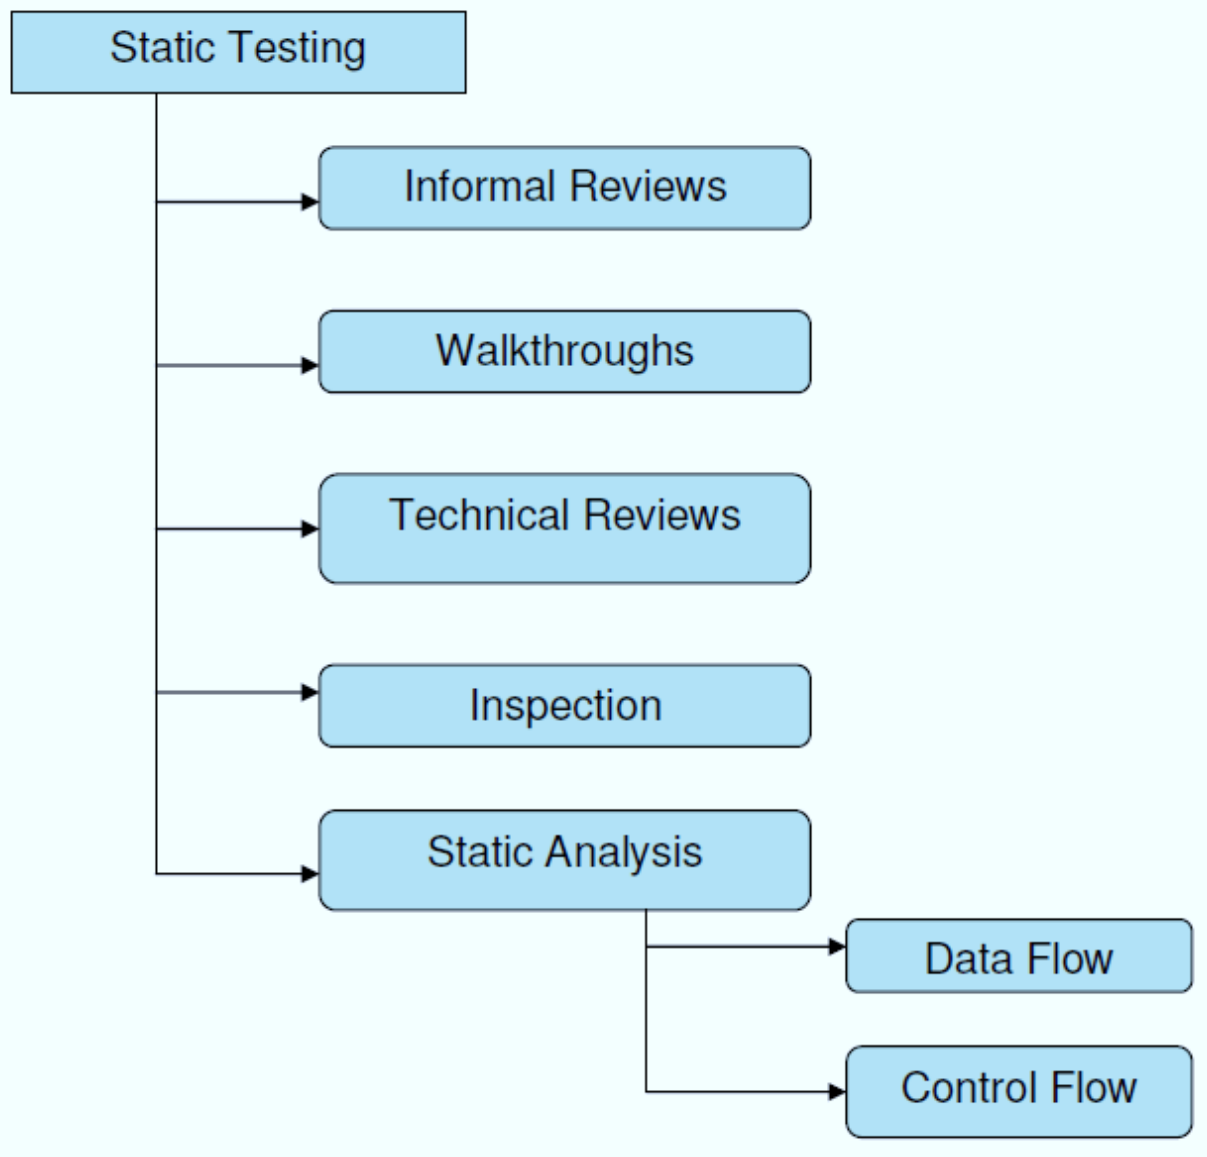 Static Testing
Informal Reviews
Walkthroughs
Technical Reviews
Inspection
Static Analysis
Data Flow
Control Flow